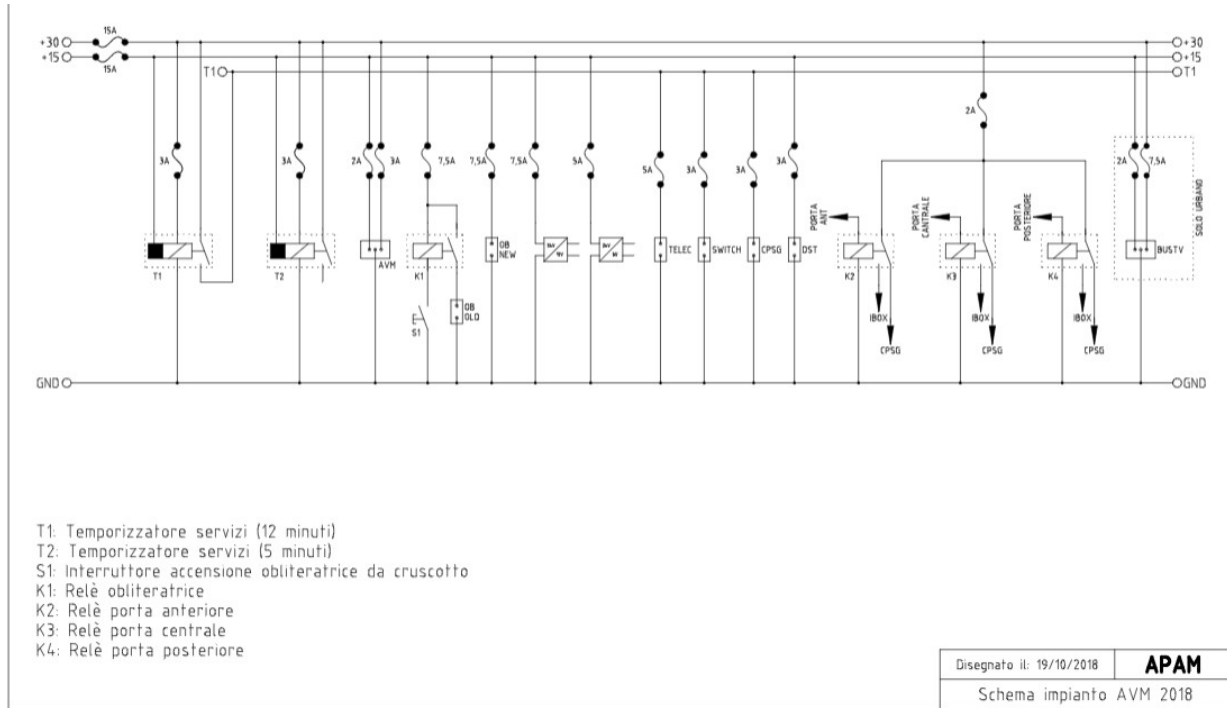 15A
+30
+30
+15
+15
15A
T1
T1
2A
3A
3A
2A
3A
7,5A
7,5A
7,5A
5A
5A
3A
3A
3A
2A
7,5A
SOLO URBANO
PORTA
ANT
PORTA
CANTRALE
PORTA
POSTERIORE
T1
T2
AVM
K1
OB
NEW
TELEC
SWITCH
CPSG
DST
K2
K3
K4
BUSTV
S1
OB
OLD
IBOX
IBOX
IBOX
CPSG
CPSG
CPSG
GND
GND
T1: Temporizzatore servizi (12 minuti)
T2: Temporizzatore servizi (5 minuti)
S1: Interruttore accensione obliteratrice da cruscotto
K1: Relè obliteratrice
K2: Relè porta anteriore
K3: Relè porta centrale
K4: Relè porta posteriore
Disegnato il: 19/10/2018 APAM
Schema impianto AVM 2018